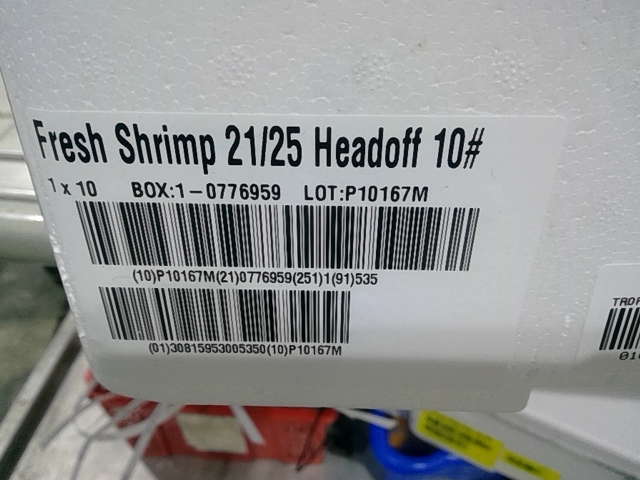 Fresh Shrimp 21/25 Headoff 10#
1 x 10 BOX:1-0776959 LOT:P10167M
(10)P10167M(21)0776959(251)1(91)535
(01)30815953005350(10)P10167M